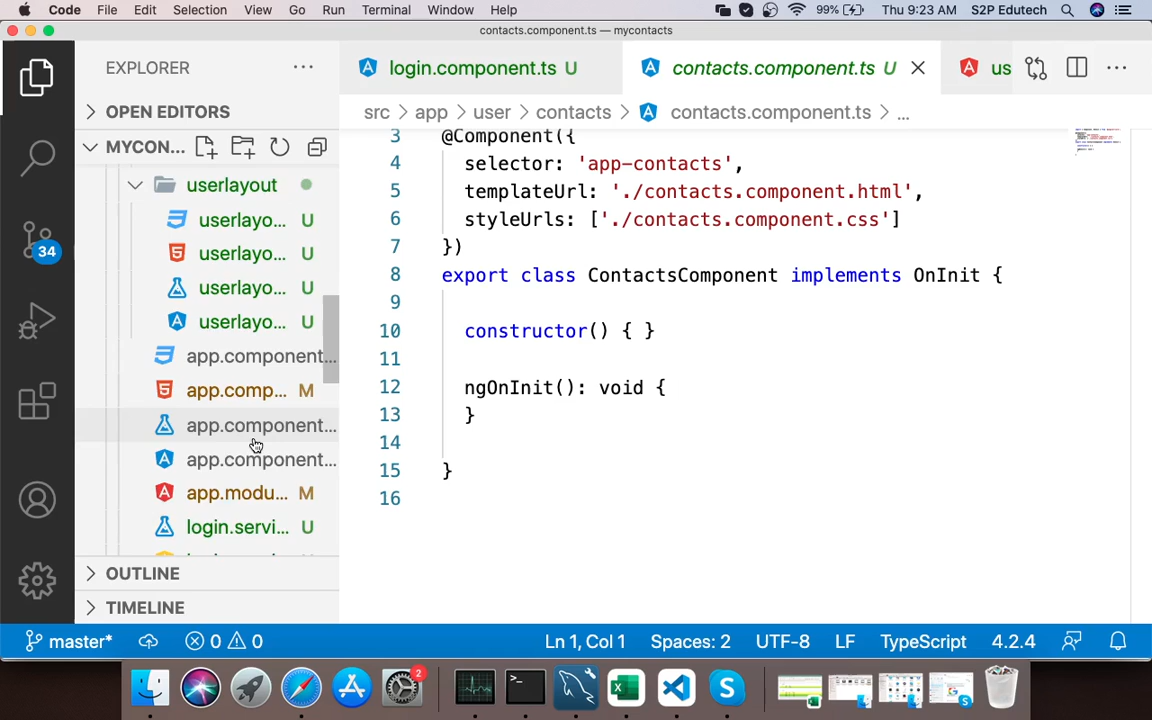 Code File Edit Selection View Go Run Terminal Window Help 99% Thu 9:23 AM S2P Edutech
contacts.component.ts — mycontacts
EXPLORER
login.component.ts U
contacts.component.ts U
us
OPEN EDITORS
src > app > user > contacts > contacts.component.ts > ...
MYCON...
userlayout
userlayo... U
userlayo... U
userlayo... U
userlayo... U
app.component...
app.comp... M
app.component...
app.component...
app.modu... M
login.servi... U
OUTLINE
TIMELINE
34
3 @Component({
4 selector: 'app-contacts',
5 templateUrl: './contacts.component.html',
6 styleUrls: ['./contacts.component.css']
7 })
8 export class ContactsComponent implements OnInit {
9
10 constructor() { }
11
12 ngOnInit(): void {
13 }
14
15 }
16
master* 0 0 Ln 1, Col 1 Spaces: 2 UTF-8 LF TypeScript 4.2.4
2